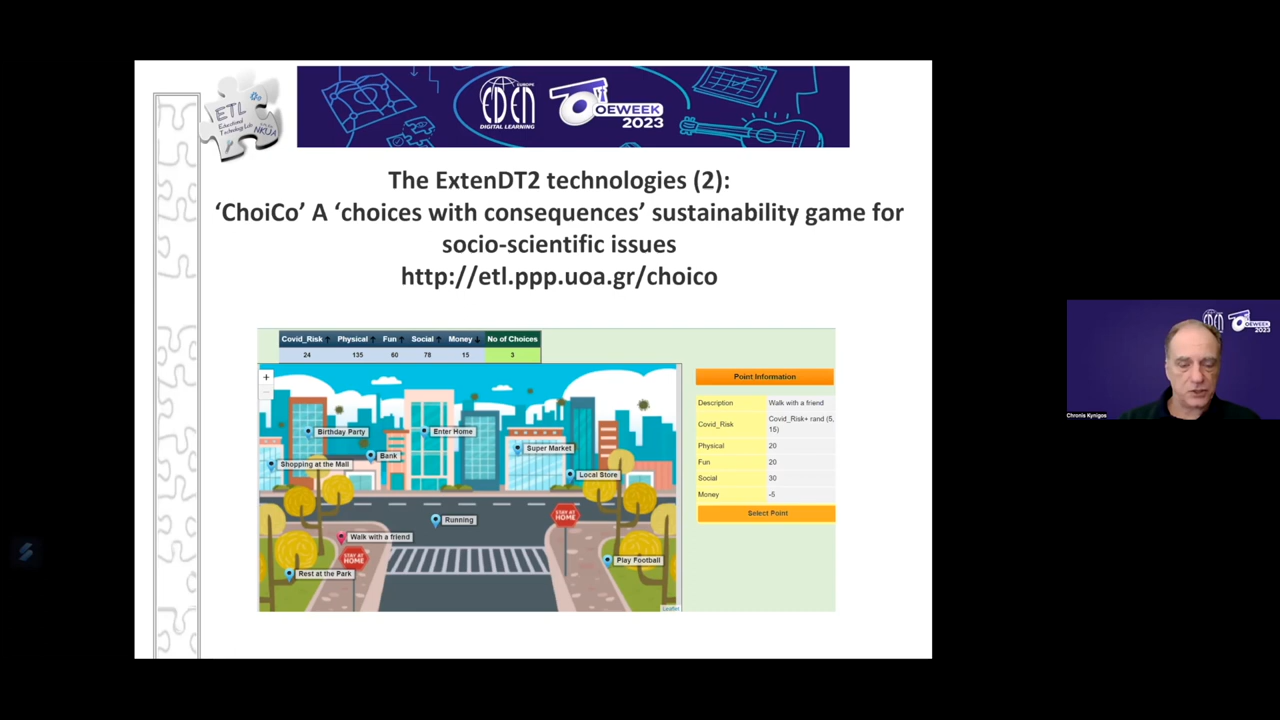 ETL
Educational
Technology Lab
NKUA
EDEN
EUROPE
DIGITAL LEARNING
OEWEEK
2023
The ExtenDT2 technologies (2):
‘ChoiCo’ A ‘choices with consequences’ sustainability game for
socio-scientific issues
http://etl.ppp.uoa.gr/choico
Covid_Risk Physical Fun Social Money No of Choices
24 135 60 78 15 3
+
Point Information
Description Walk with a friend
Covid_Risk Covid_Risk+ rand (5,
15)
Physical 20
Fun 20
Social 30
Money -5
Select Point
Birthday Party
Enter Home
Bank
Super Market
Shopping at the Mall
Local Store
Running
STAY AT
HOME
Walk with a friend
STAY AT
HOME
Play Football
Rest at the Park
Leaflet
OEWEEK
2023
Chronis Kynigos